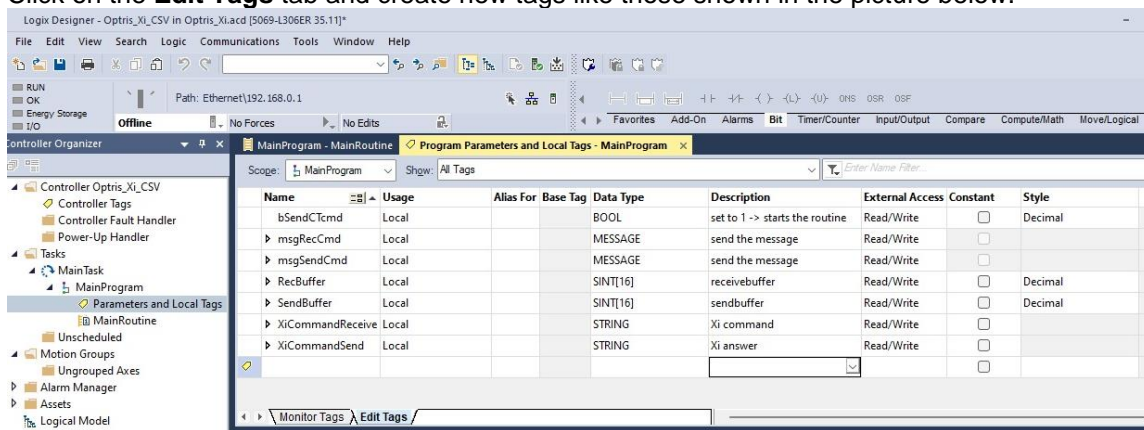 Click on the Edit Tags tab and create new tags like those shown in the picture below.
Logix Designer - Optris_Xi_CSV in Optris_Xi.acd [5069-L306ER 35.11]*
File Edit View Search Logic Communications Tools Window Help
RUN
OK
Energy Storage
I/O
Path: Ethernet\192.168.0.1
Offline No Forces No Edits
ONS OSR OSF
Favorites Add-On Alarms Bit Timer/Counter Input/Output Compare Compute/Math Move/Logical
Controller Organizer
MainProgram - MainRoutine Program Parameters and Local Tags - MainProgram
Scope: MainProgram Show: All Tags Enter Name Filter...
Controller Optris_Xi_CSV
Controller Tags
Controller Fault Handler
Power-Up Handler
Tasks
MainTask
MainProgram
Parameters and Local Tags
MainRoutine
Unscheduled
Motion Groups
Ungrouped Axes
Alarm Manager
Assets
Logical Model
Name Usage Alias For Base Tag Data Type Description External Access Constant Style
bSendCTcmd Local BOOL set to 1 -> starts the routine Read/Write Decimal
msgRecCmd Local MESSAGE send the message Read/Write
msgSendCmd Local MESSAGE send the message Read/Write
RecBuffer Local SINT[16] receivebuffer Read/Write Decimal
SendBuffer Local SINT[16] sendbuffer Read/Write Decimal
XiCommandReceive Local STRING Xi command Read/Write
XiCommandSend Local STRING Xi answer Read/Write
Monitor Tags Edit Tags